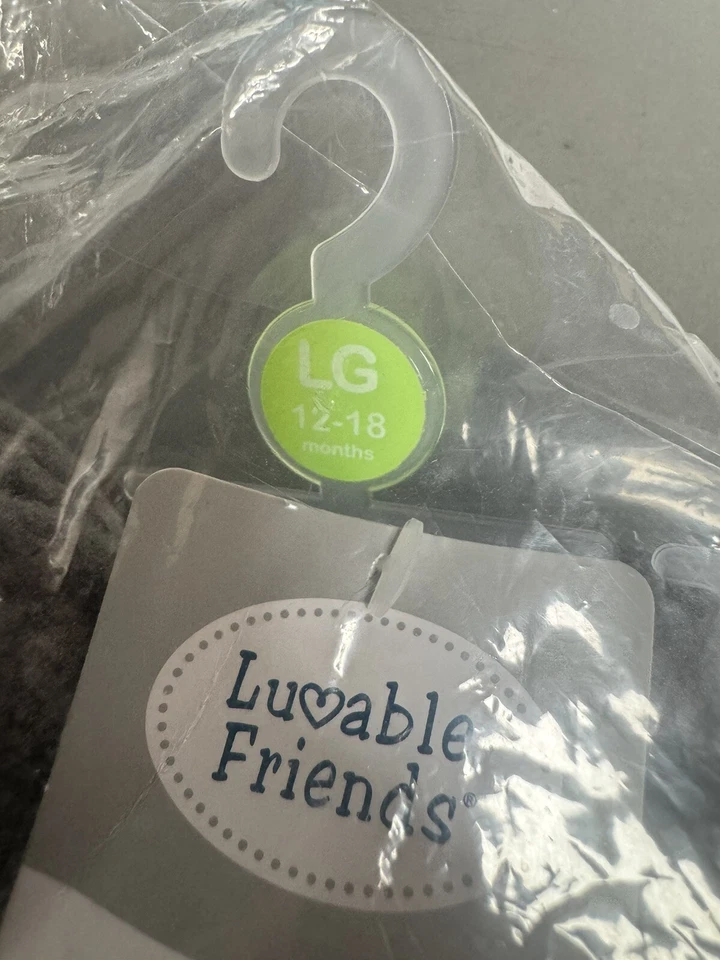 LG
12-18
months
Luvable
Friends®